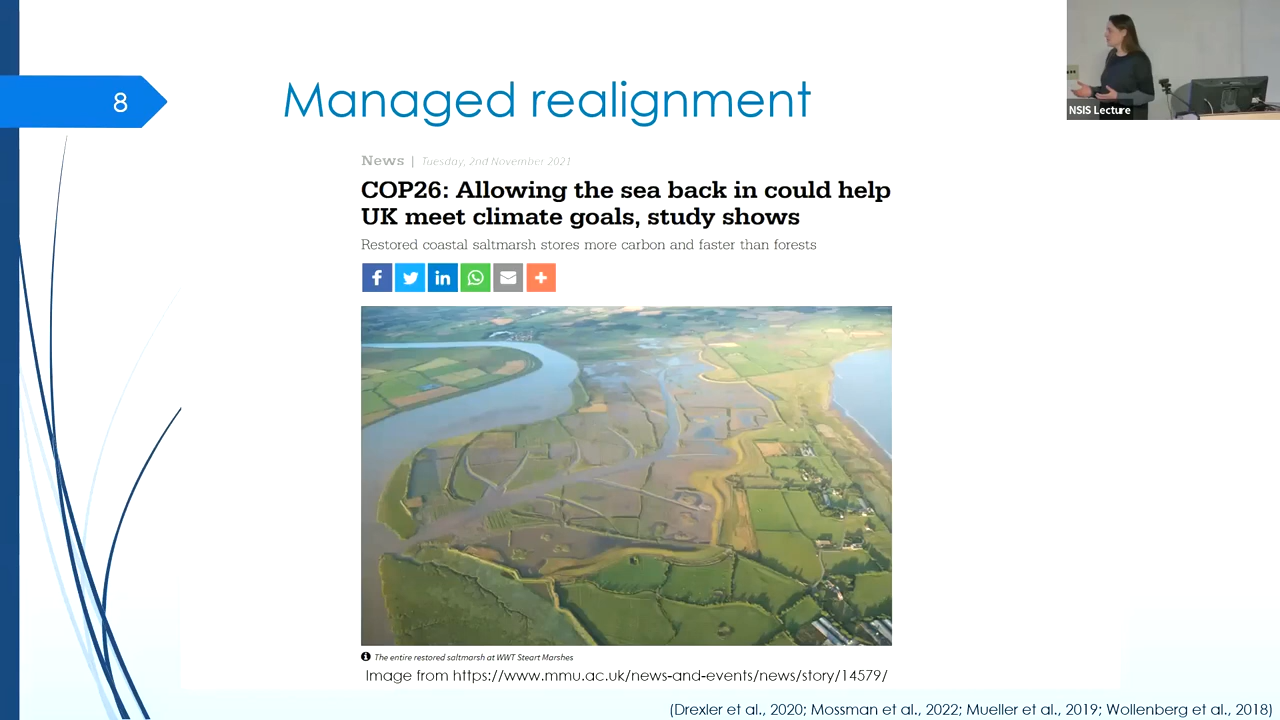 8
Managed realignment
NSIS Lecture
News | Tuesday, 2nd November 2021
COP26: Allowing the sea back in could help
UK meet climate goals, study shows
Restored coastal saltmarsh stores more carbon and faster than forests
The entire restored saltmarsh at WWT Steart Marshes
Image from https://www.mmu.ac.uk/news-and-events/news/story/14579/
(Drexler et al., 2020; Mossman et al., 2022; Mueller et al., 2019; Wollenberg et al., 2018)